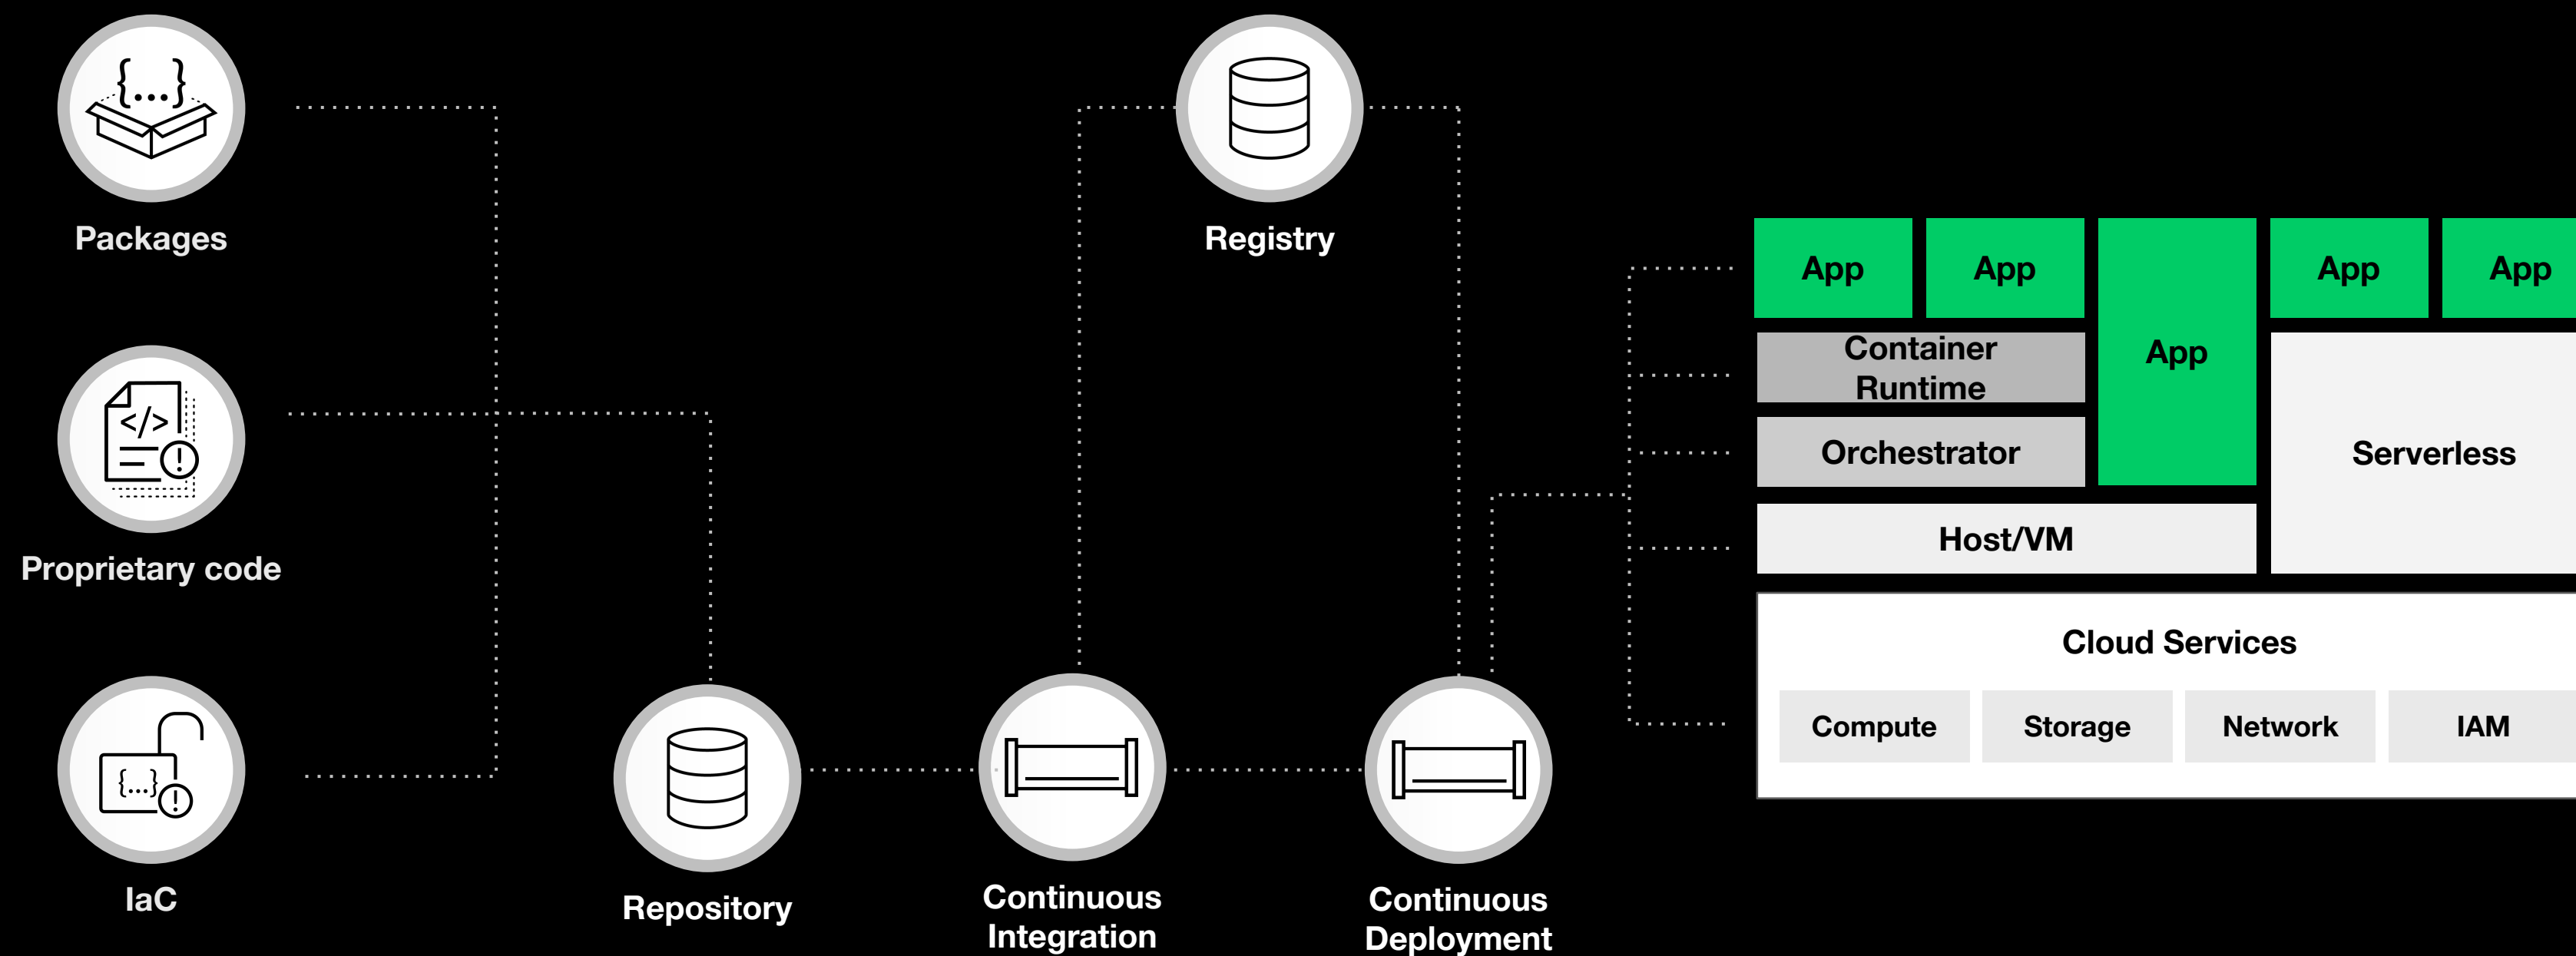 {...}
Packages
</>
!
Proprietary code
{...}
!
IaC
Repository
Registry
Continuous
Integration
Continuous
Deployment
App
App
App
App
App
Container
Runtime
Orchestrator
Serverless
Host/VM
Cloud Services
Compute
Storage
Network
IAM